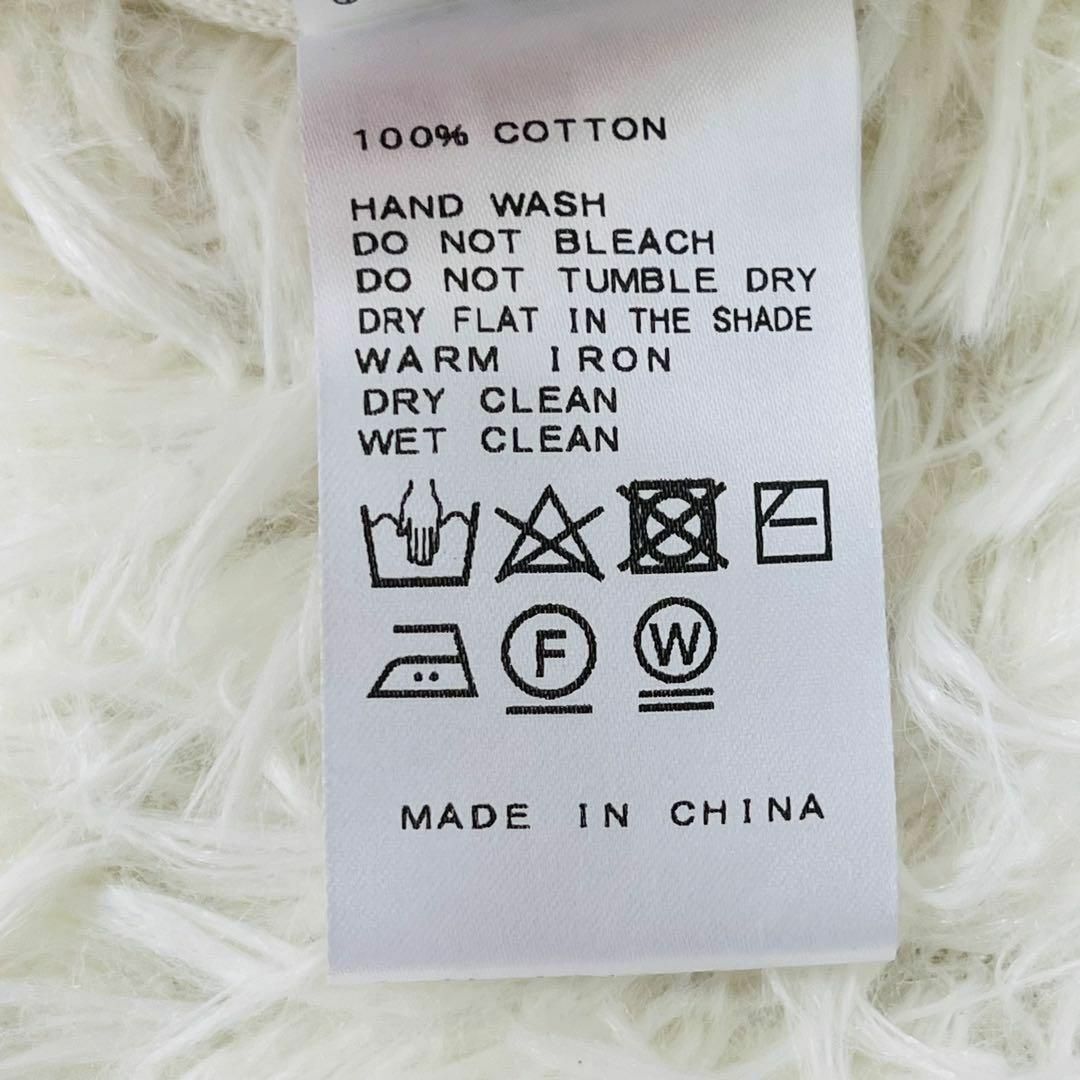 100% COTTON
HAND WASH
DO NOT BLEACH
DO NOT TUMBLE DRY
DRY FLAT IN THE SHADE
WARM IRON
DRY CLEAN
WET CLEAN
F W
MADE IN CHINA